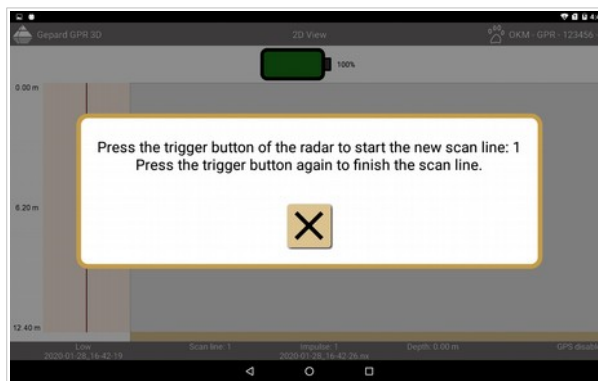 Gepard GPR 3D
2D View
OKM - GPR - 123456
100%
0.00 m
Press the trigger button of the radar to start the new scan line: 1
Press the trigger button again to finish the scan line.
6.20 m
12.40 m
Low
Scan line: 1
Impulse: 1
Depth: 0.00 m
GPS
2020-01-28_16-42-19
2020-01-28_16-42-26.nx